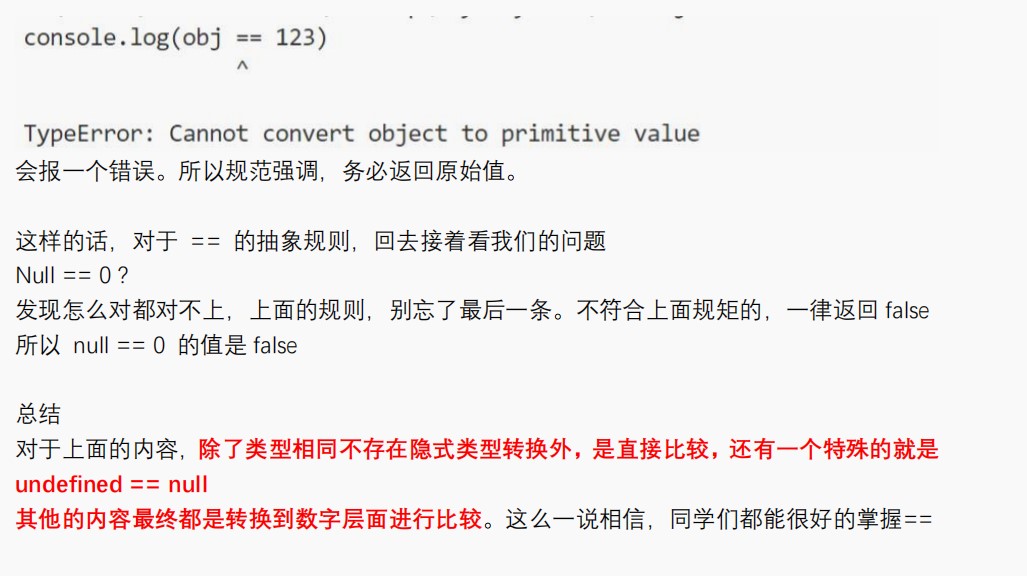 console.log(obj == 123)
^
TypeError: Cannot convert object to primitive value
会报一个错误。所以规范强调，务必返回原始值。
这样的话，对于 == 的抽象规则，回去接着看我们的问题
Null == 0？
发现怎么对都对不上，上面的规则，别忘了最后一条。不符合上面规矩的，一律返回 false
所以 null == 0 的值是 false
总结
对于上面的内容，除了类型相同不存在隐式类型转换外，是直接比较，还有一个特殊的就是
undefined == null
其他的内容最终都是转换到数字层面进行比较。这么一说相信，同学们都能很好的掌握==